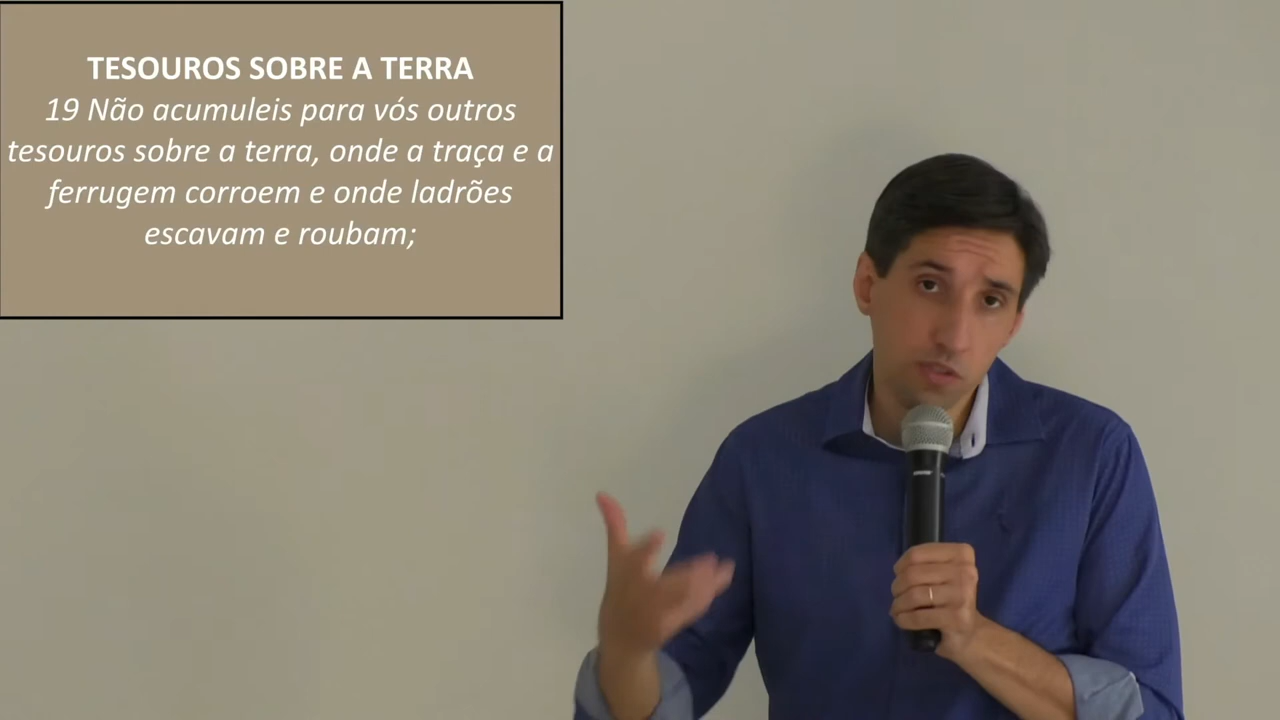 TESOUROS SOBRE A TERRA
19 Não acumuleis para vós outros
tesouros sobre a terra, onde a traça e a
ferrugem corroem e onde ladrões
escavam e roubam;